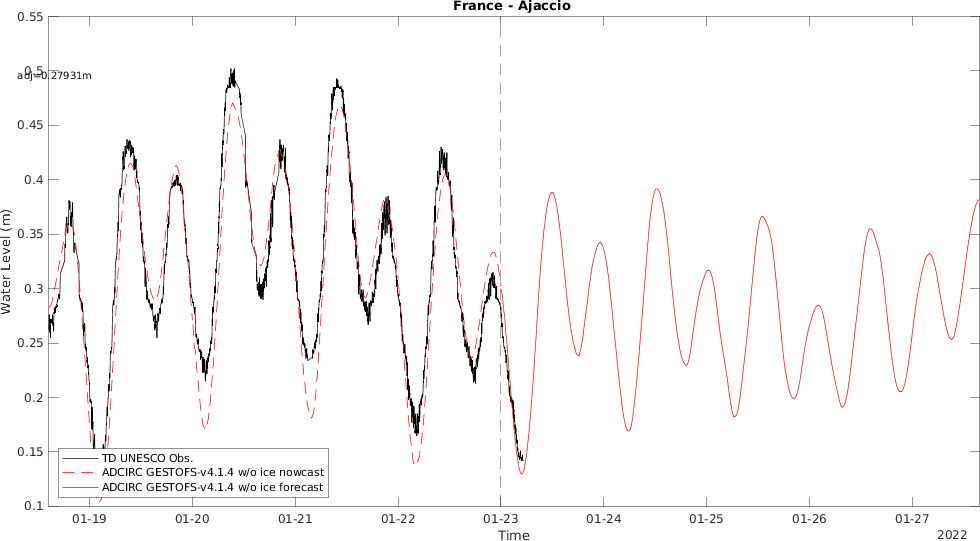 France - Ajaccio
0.55
0.5
adj=0.27931m
0.45
0.4
0.35
0.3
0.25
0.2
0.15
0.1
Water Level (m)
TD UNESCO Obs.
ADCIRC GESTOFS-v4.1.4 w/o ice nowcast
ADCIRC GESTOFS-v4.1.4 w/o ice forecast
01-19 01-20 01-21 01-22 01-23 01-24 01-25 01-26 01-27
Time
2022